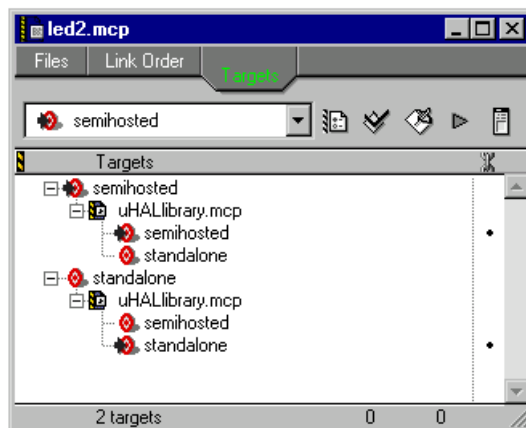 led2.mcp
Files Link Order Targets
semihosted
Targets
semihosted
uHALlibrary.mcp
semihosted
standalone
standalone
uHALlibrary.mcp
semihosted
standalone
2 targets 0 0